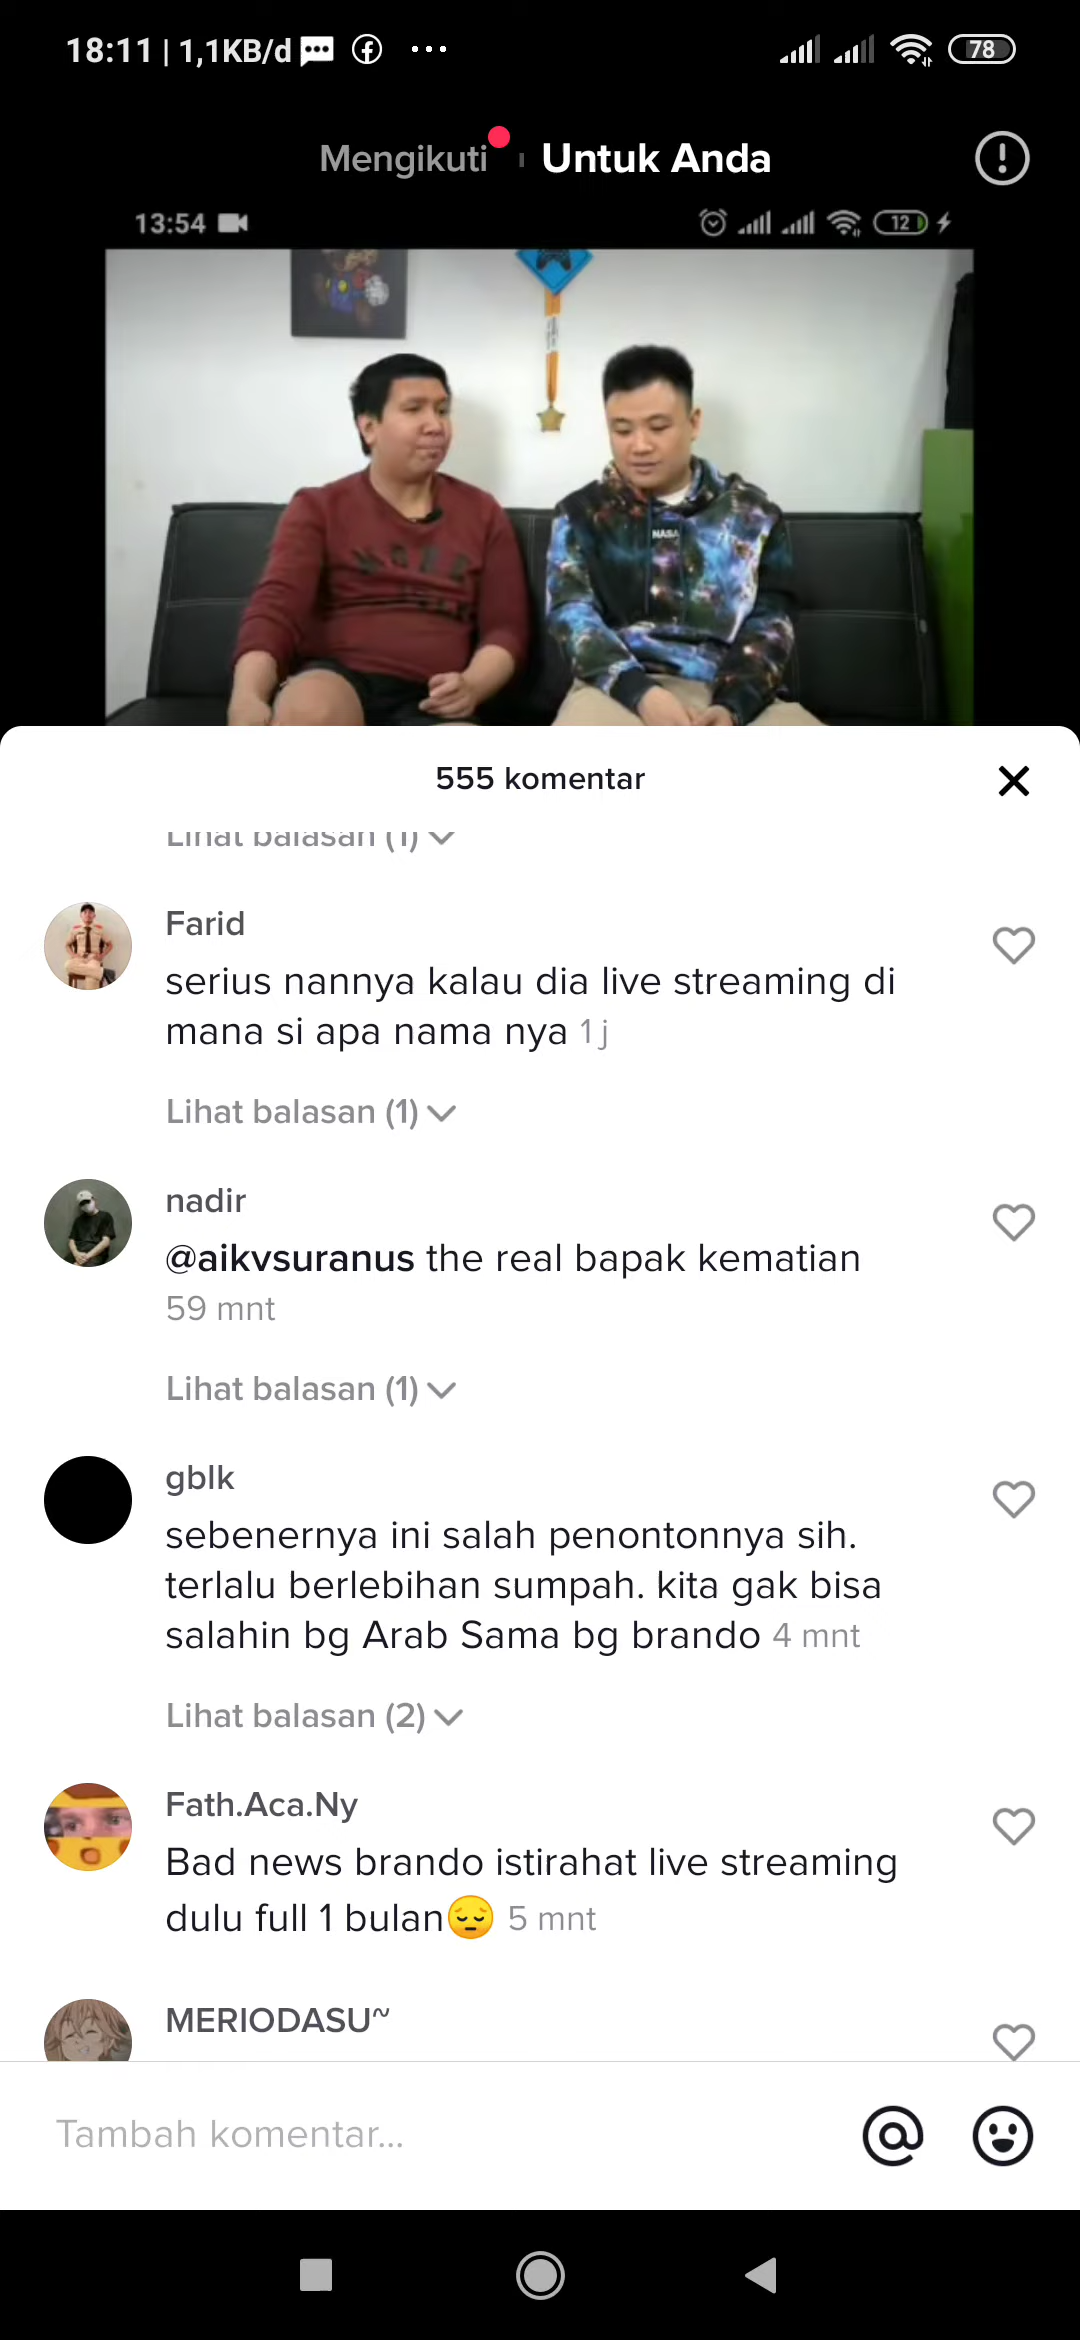 18:11 | 1,1KB/d
78
Mengikuti
Untuk Anda
13:54
12
NASA
555 komentar
Lihat balasan (1)
Farid
serius nannya kalau dia live streaming di
mana si apa nama nya 1 j
Lihat balasan (1)
nadir
@aikvsuranus the real bapak kematian
59 mnt
Lihat balasan (1)
gblk
sebenernya ini salah penontonnya sih.
terlalu berlebihan sumpah. kita gak bisa
salahin bg Arab Sama bg brando 4 mnt
Lihat balasan (2)
Fath.Aca.Ny
Bad news brando istirahat live streaming
dulu full 1 bulan😔 5 mnt
MERIODASU~
Tambah komentar...